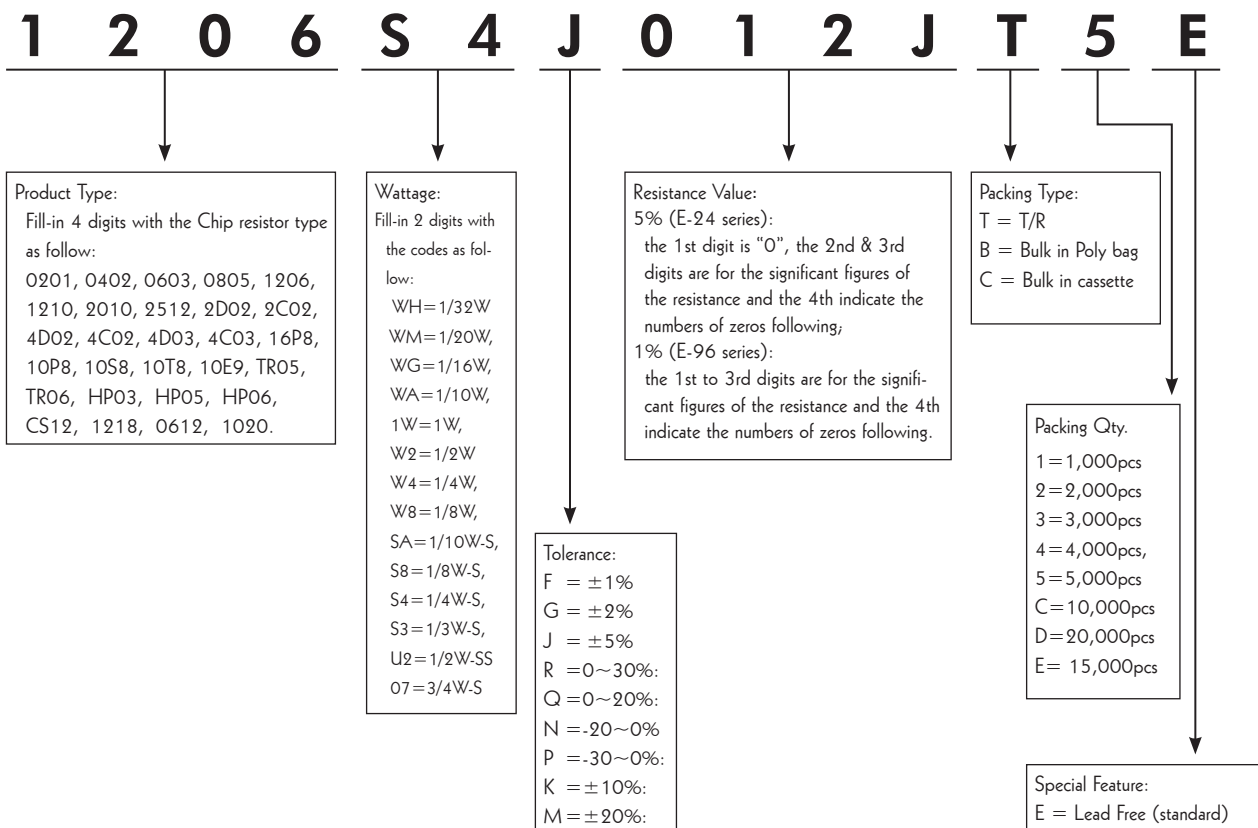 1 2 0 6 S 4 J 0 1 2 J T 5 E
Product Type:
Fill-in 4 digits with the Chip resistor type
as follow:
0201, 0402, 0603, 0805, 1206,
1210, 2010, 2512, 2D02, 2C02,
4D02, 4C02, 4D03, 4C03, 16P8,
10P8, 10S8, 10T8, 10E9, TR05,
TR06, HP03, HP05, HP06,
CS12, 1218, 0612, 1020.
Wattage:
Fill-in 2 digits with
the codes as fol-
low:
WH=1/32W
WM=1/20W,
WG=1/16W,
WA=1/10W,
1W=1W,
W2=1/2W
W4=1/4W,
W8=1/8W,
SA=1/10W-S,
S8=1/8W-S,
S4=1/4W-S,
S3=1/3W-S,
U2=1/2W-SS
07=3/4W-S
Tolerance:
F = ±1%
G = ±2%
J = ±5%
R =0~30%:
Q =0~20%:
N =-20~0%
P =-30~0%:
K =±10%:
M =±20%:
Resistance Value:
5% (E-24 series):
the 1st digit is "0", the 2nd & 3rd
digits are for the significant figures of
the resistance and the 4th indicate the
numbers of zeros following;
1% (E-96 series):
the 1st to 3rd digits are for the signifi-
cant figures of the resistance and the 4th
indicate the numbers of zeros following.
Packing Type:
T = T/R
B = Bulk in Poly bag
C = Bulk in cassette
Packing Qty.
1=1,000pcs
2=2,000pcs
3=3,000pcs
4=4,000pcs,
5=5,000pcs
C=10,000pcs
D=20,000pcs
E= 15,000pcs
Special Feature:
E = Lead Free (standard)